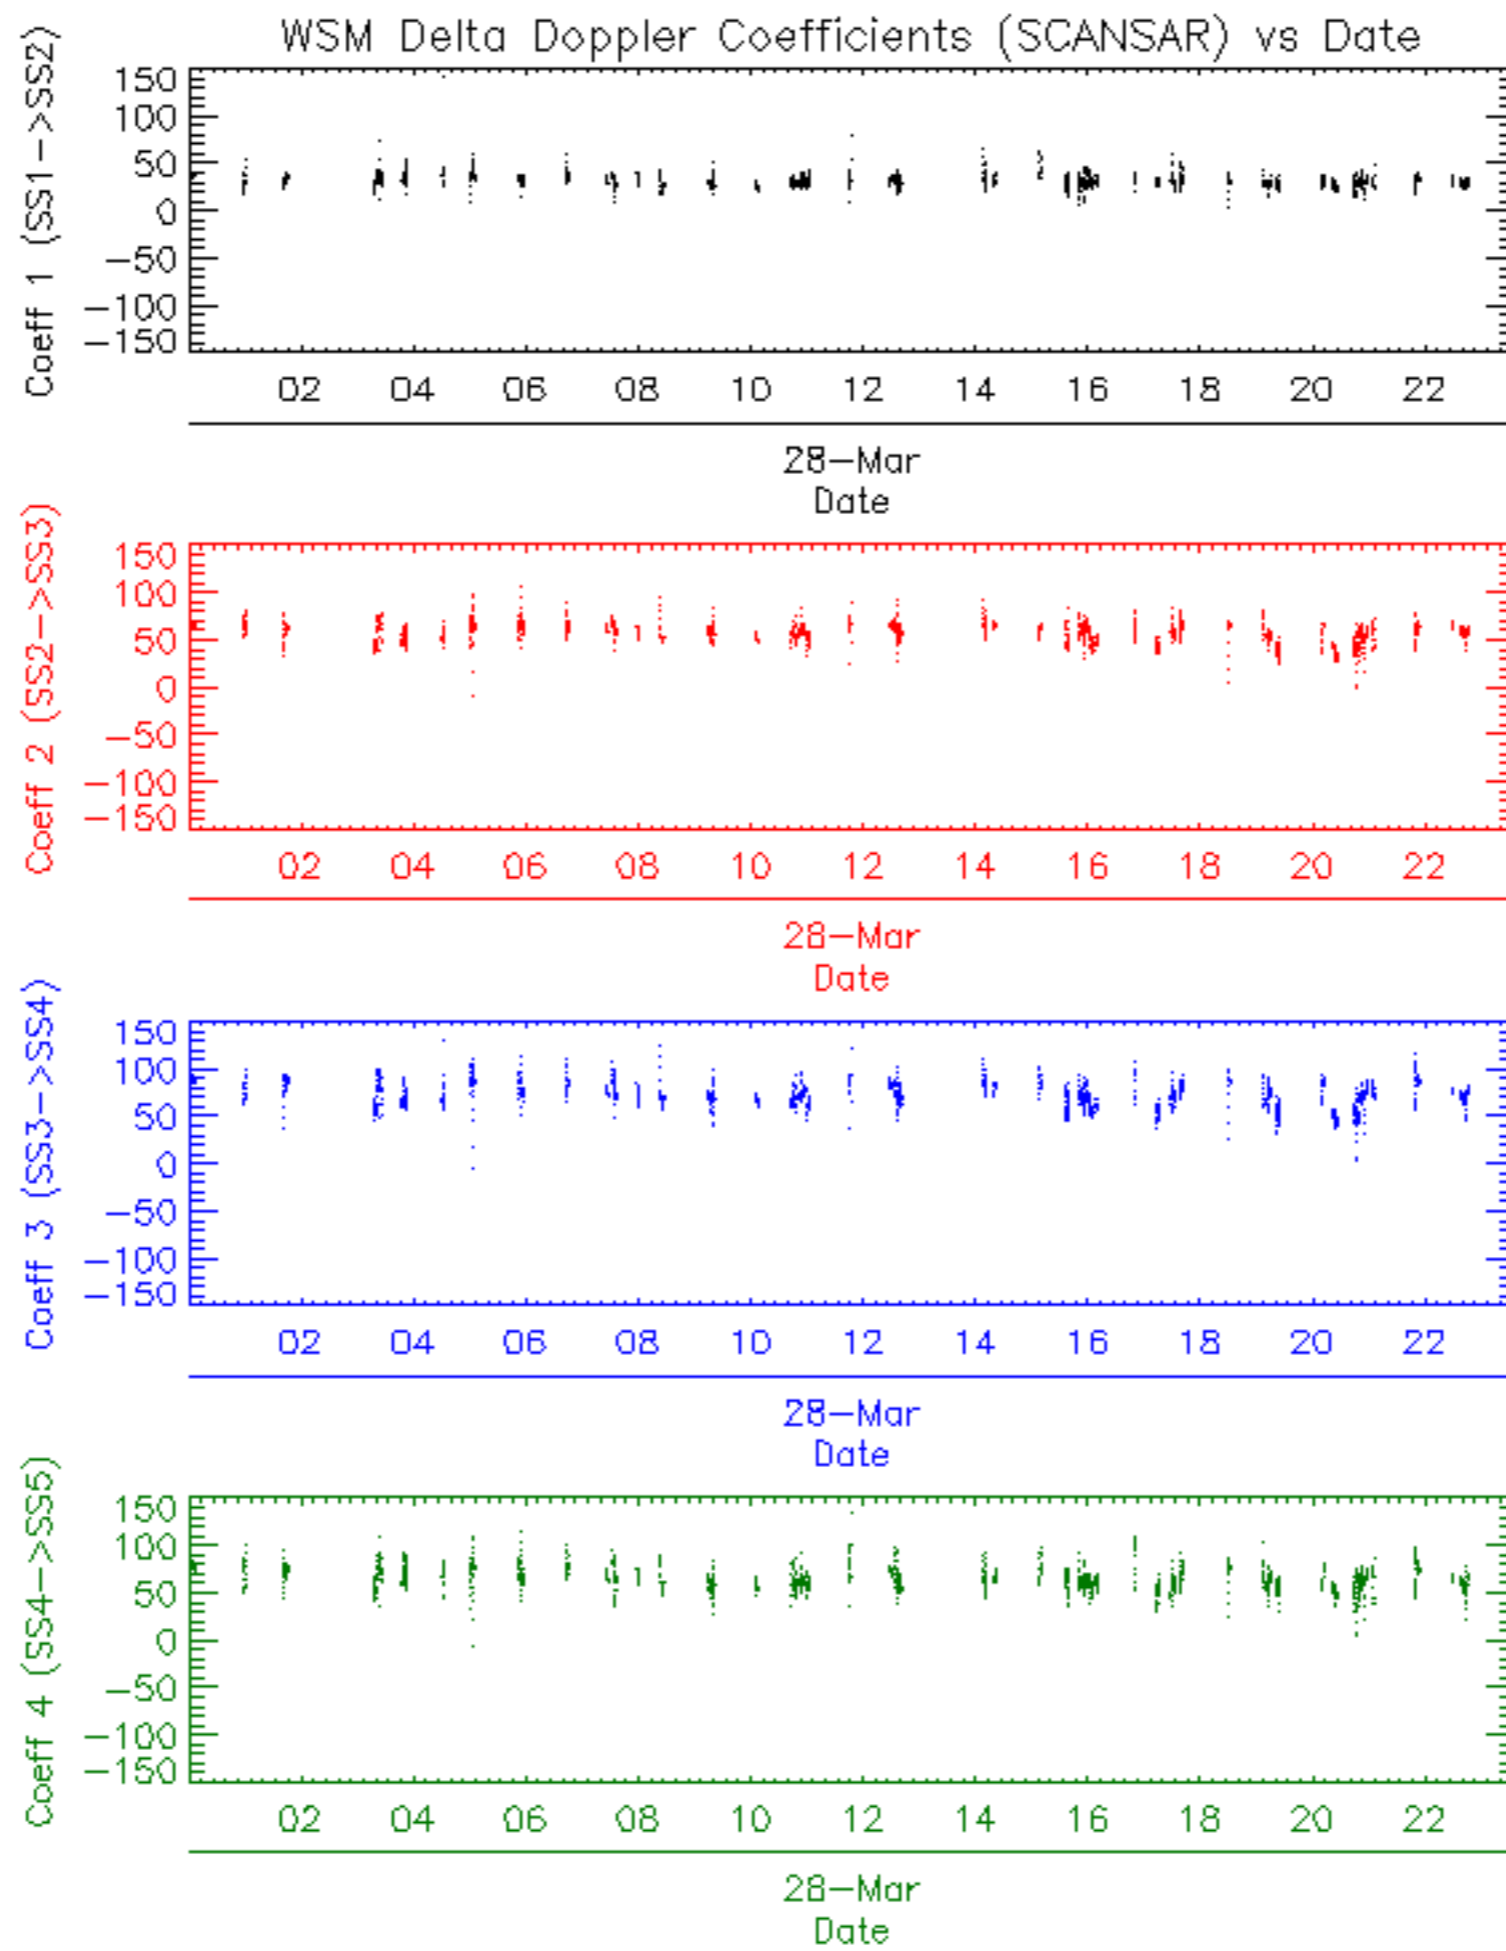 WSM Delta Doppler Coefficients (SCANSAR) vs Date
Coeff 1 (SS1->SS2)
150
100
50
0
-50
-100
-150
02 04 06 08 10 12 14 16 18 20 22
28-Mar
Date
Coeff 2 (SS2->SS3)
150
100
50
0
-50
-100
-150
02 04 06 08 10 12 14 16 18 20 22
28-Mar
Date
Coeff 3 (SS3->SS4)
150
100
50
0
-50
-100
-150
02 04 06 08 10 12 14 16 18 20 22
28-Mar
Date
Coeff 4 (SS4->SS5)
150
100
50
0
-50
-100
-150
02 04 06 08 10 12 14 16 18 20 22
28-Mar
Date